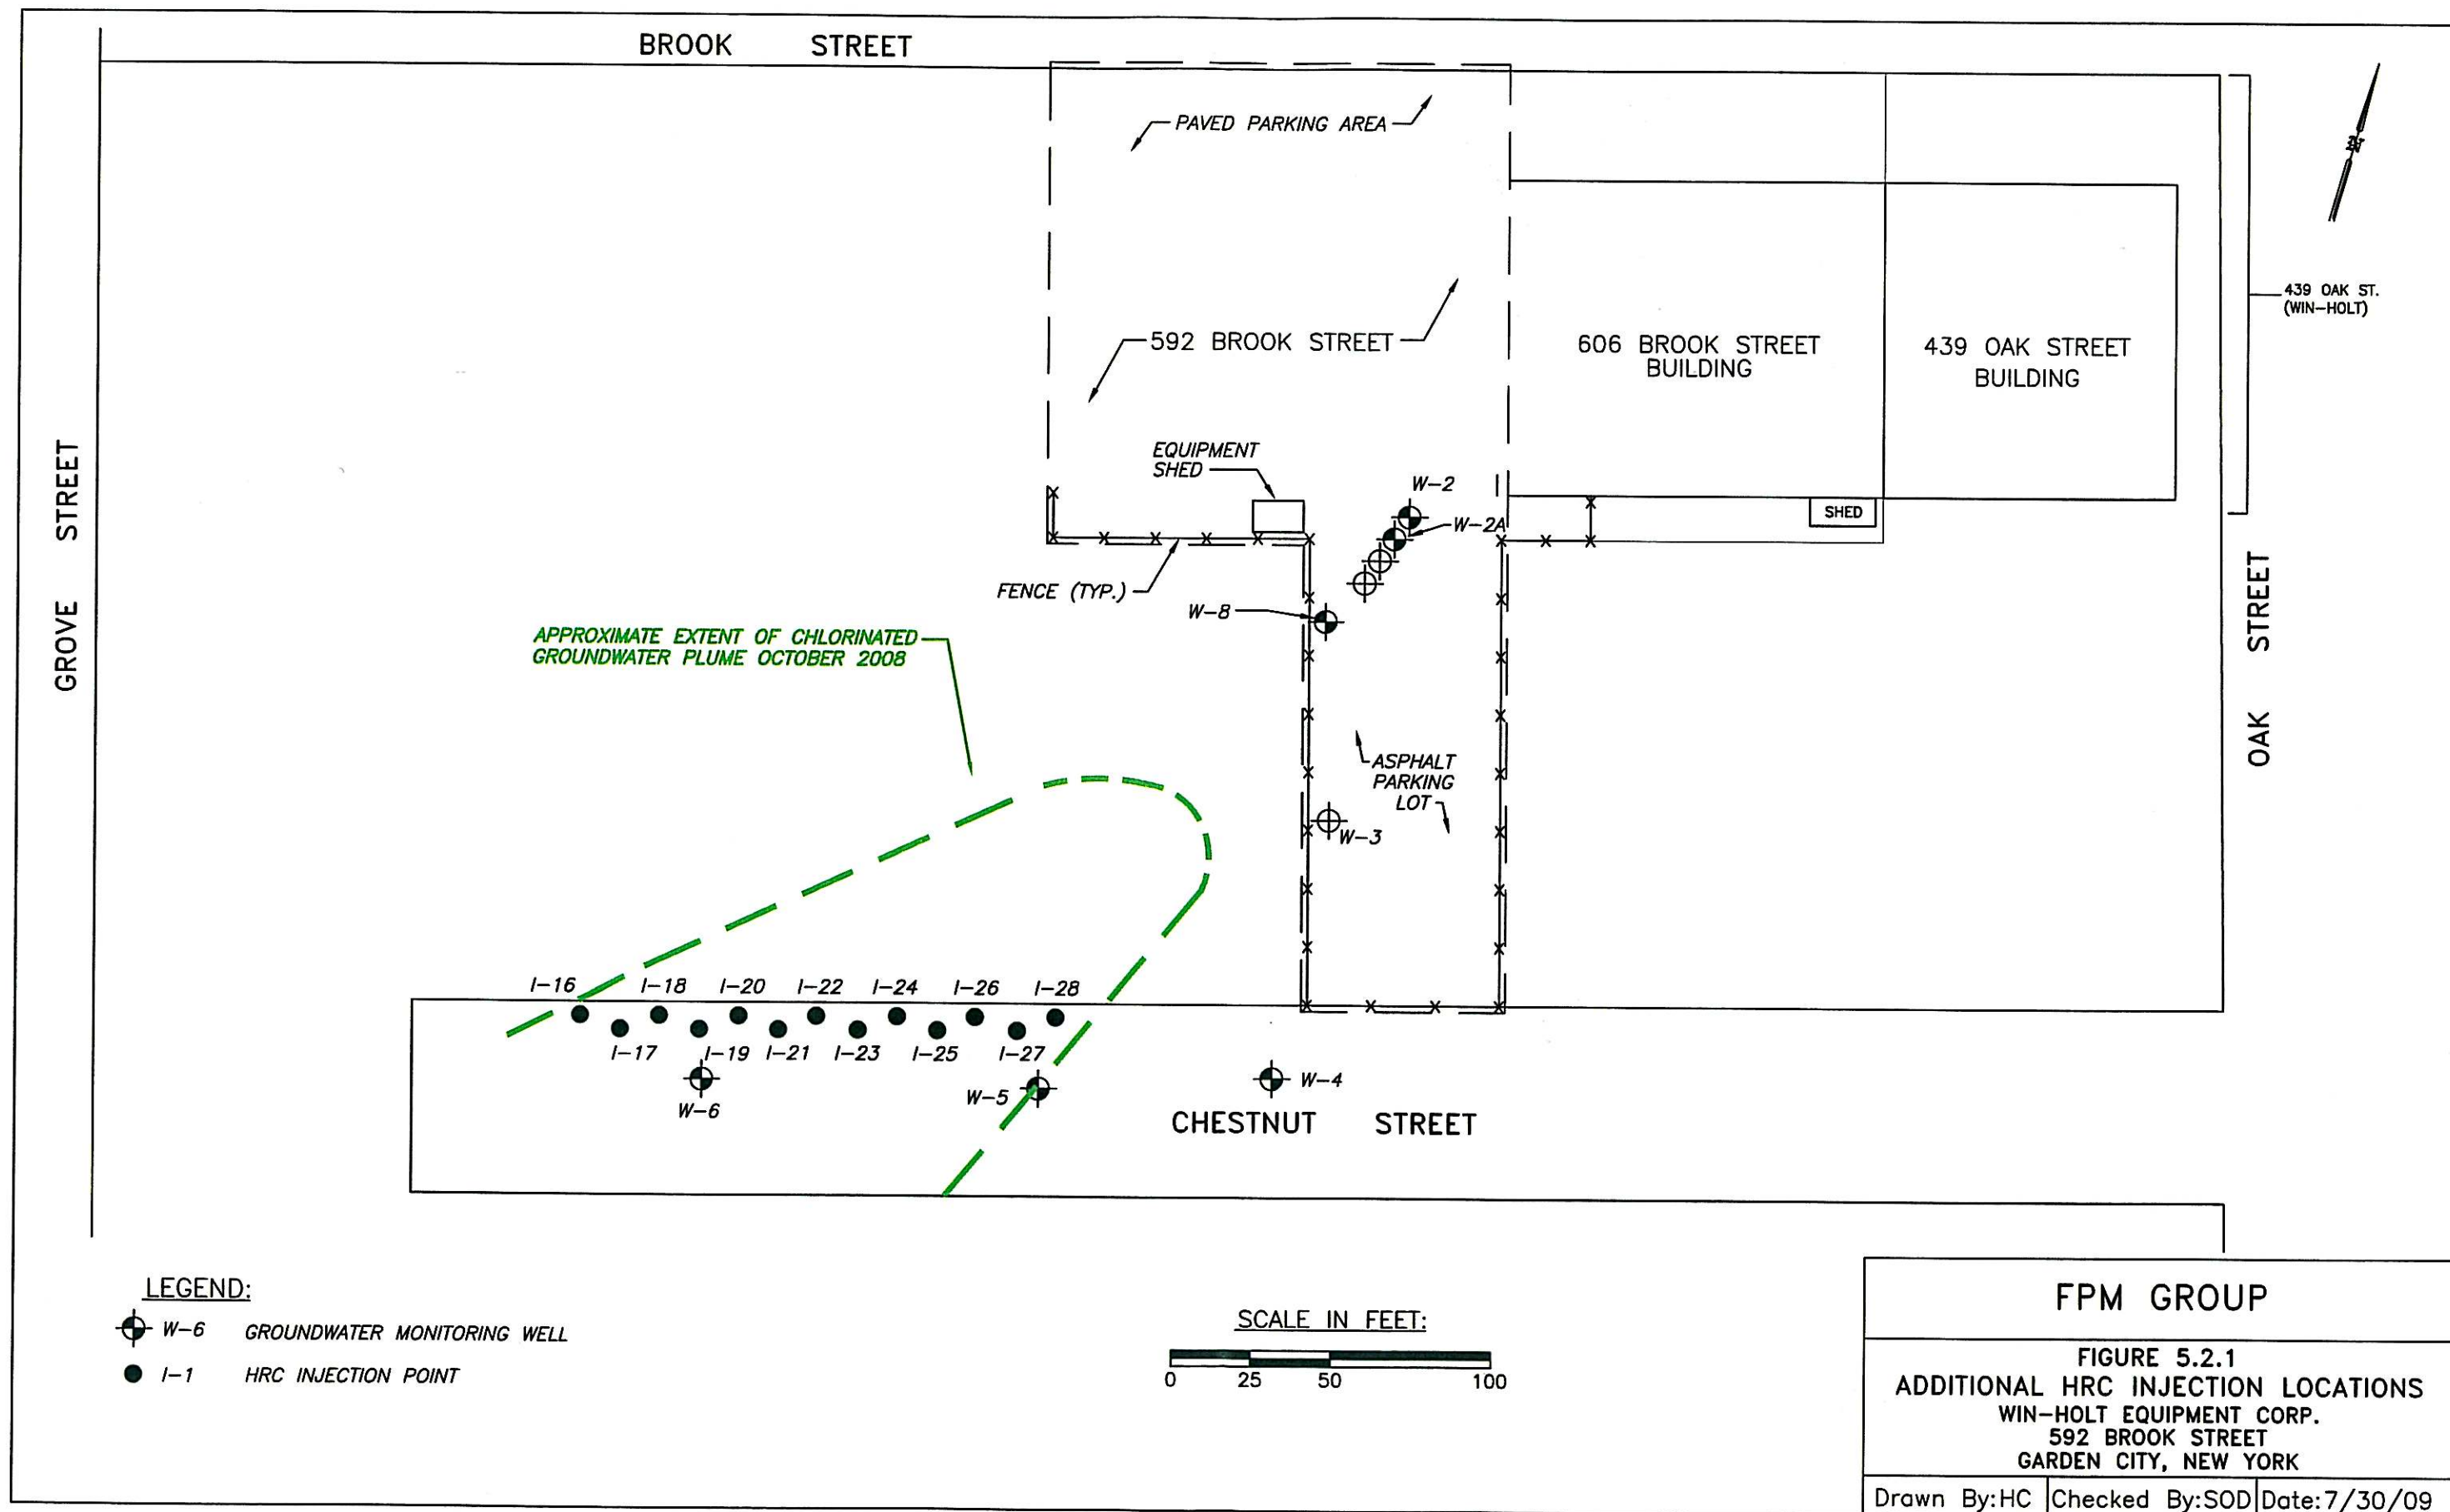 BROOK STREET
PAVED PARKING AREA
439 OAK ST.
(WIN-HOLT)
592 BROOK STREET
606 BROOK STREET
BUILDING
439 OAK STREET
BUILDING
GROVE STREET
EQUIPMENT
SHED
W-2
W-2A
SHED
FENCE (TYP.)
W-8
OAK STREET
APPROXIMATE EXTENT OF CHLORINATED
GROUNDWATER PLUME OCTOBER 2008
ASPHALT
PARKING
LOT
W-3
I-16 I-18 I-20 I-22 I-24 I-26 I-28
I-17 I-19 I-21 I-23 I-25 I-27
W-6
W-5
W-4
CHESTNUT STREET
LEGEND:
W-6 GROUNDWATER MONITORING WELL
I-1 HRC INJECTION POINT
SCALE IN FEET:
0 25 50 100
FPM GROUP
FIGURE 5.2.1
ADDITIONAL HRC INJECTION LOCATIONS
WIN-HOLT EQUIPMENT CORP.
592 BROOK STREET
GARDEN CITY, NEW YORK
Drawn By:HC Checked By:SOD Date:7/30/09